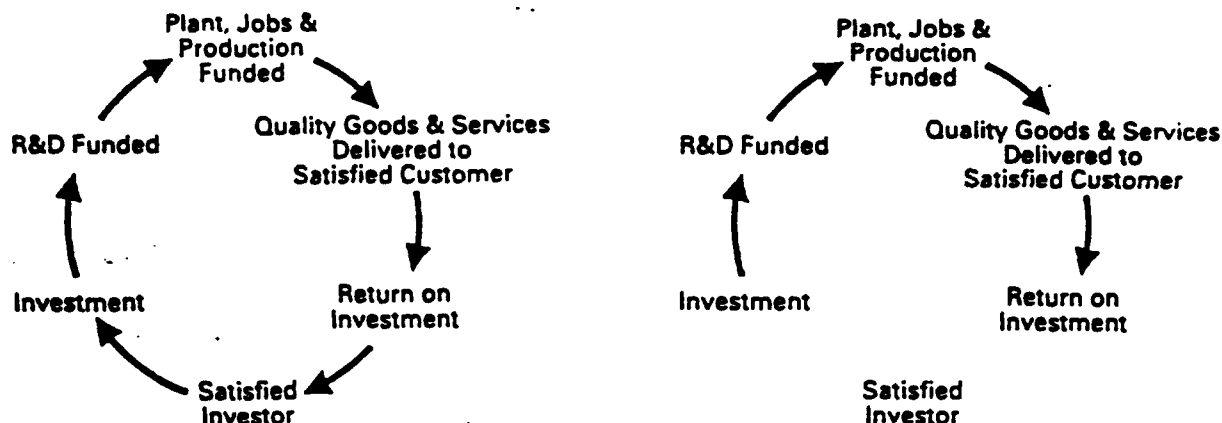 Plant, Jobs &
Production
Funded
Quality Goods & Services
Delivered to
Satisfied Customer
Return on
Investment
Satisfied
Investor
Investment
R&D Funded
Plant, Jobs &
Production
Funded
Quality Goods & Services
Delivered to
Satisfied Customer
Return on
Investment
Satisfied
Investor
Investment
R&D Funded